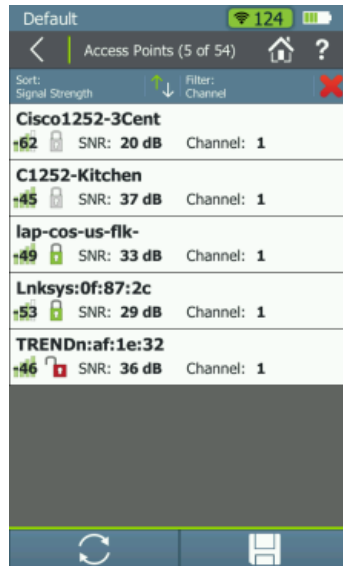 Default 124
Access Points (5 of 54) ?
Sort: Filter:
Signal Strength Channel
Cisco1252-3Cent
-62 SNR: 20 dB Channel: 1
C1252-Kitchen
-45 SNR: 37 dB Channel: 1
lap-cos-us-flk-
-49 SNR: 33 dB Channel: 1
Lnksys:0f:87:2c
-53 SNR: 29 dB Channel: 1
TRENDn:af:1e:32
-46 SNR: 36 dB Channel: 1